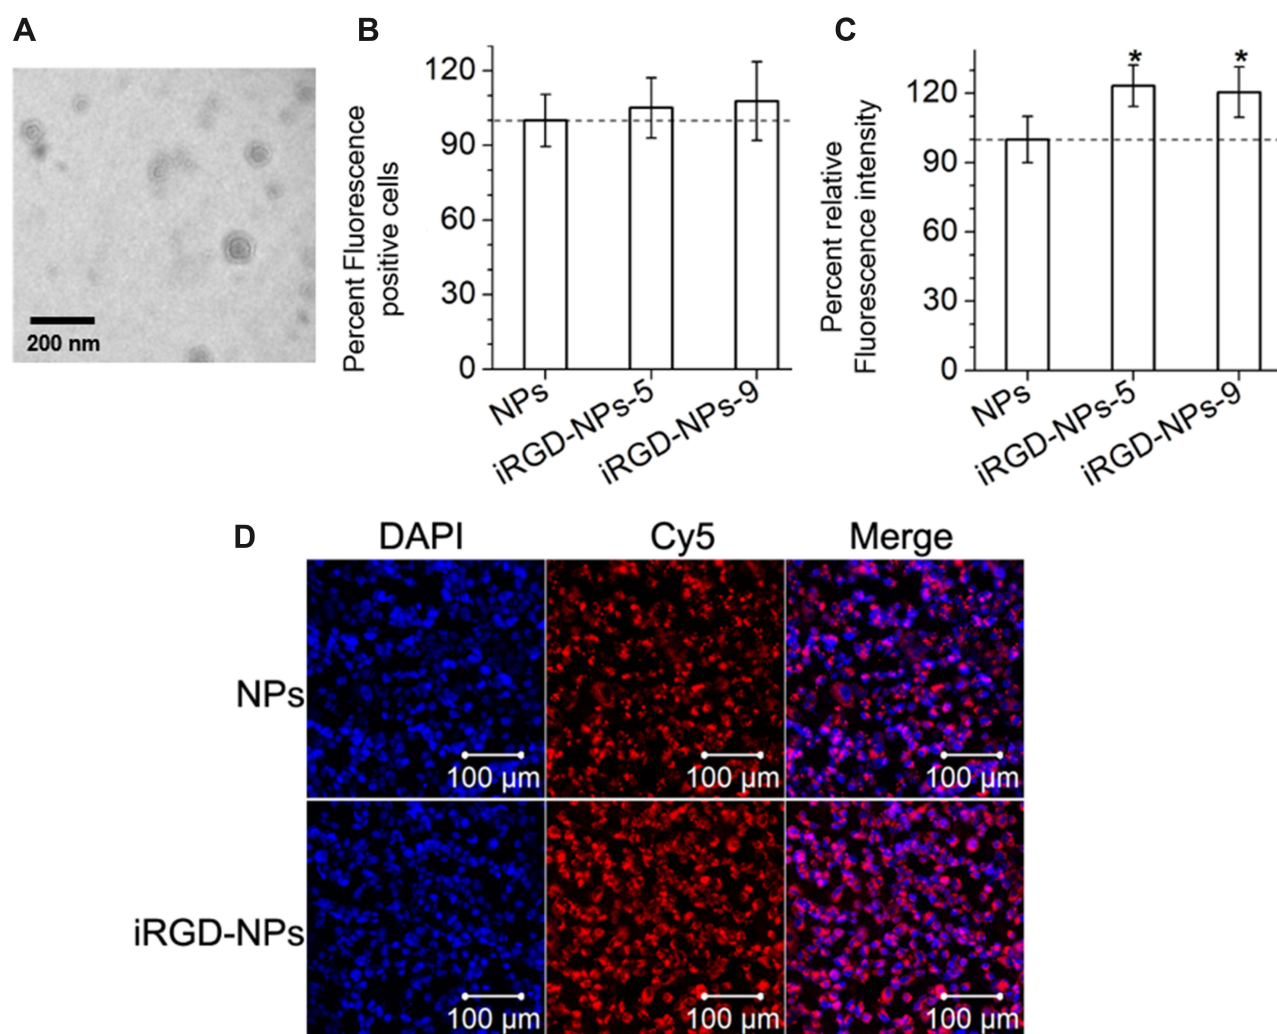 A
200 nm
B
Percent Fluorescence
positive cells
120
90
60
30
0
NPs
iRGD-NPs-5
iRGD-NPs-9
C
Percent relative
Fluorescence intensity
120
90
60
30
0
*
*
NPs
iRGD-NPs-5
iRGD-NPs-9
D
DAPI Cy5 Merge
NPs
100 µm 100 µm 100 µm
iRGD-NPs
100 µm 100 µm 100 µm